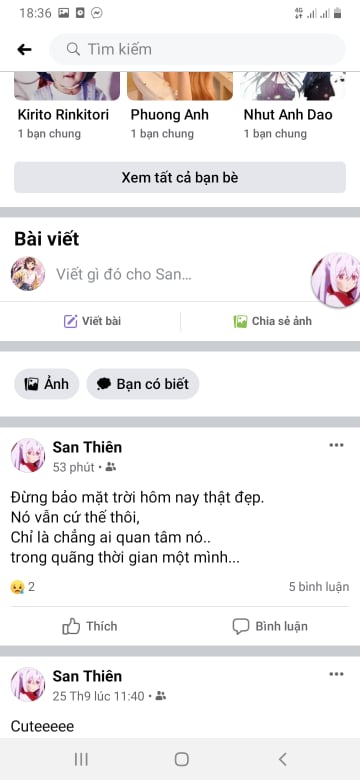 18:36
4G
Tìm kiếm
Kirito Rinkitori
Phuong Anh
Nhut Anh Dao
1 bạn chung
1 bạn chung
1 bạn chung
Xem tất cả bạn bè
Bài viết
Viết gì đó cho San...
Viết bài
Chia sẻ ảnh
Ảnh
Bạn có biết
San Thiên
53 phút
Đừng bảo mặt trời hôm nay thật đẹp.
Nó vẫn cứ thế thôi,
Chỉ là chẳng ai quan tâm nó..
trong quãng thời gian một mình...
2
5 bình luận
Thích
Bình luận
San Thiên
25 Th9 lúc 11:40
Cuteeeee